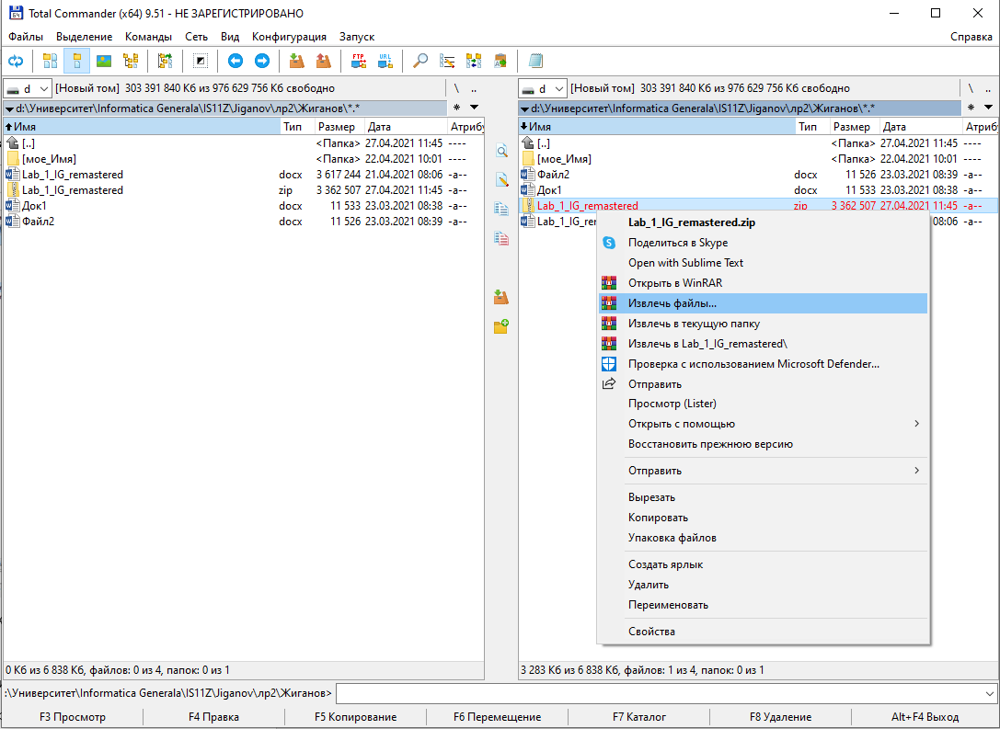 Total Commander (x64) 9.51 - НЕ ЗАРЕГИСТРИРОВАНО
Файлы Выделение Команды Сеть Вид Конфигурация Запуск Справка
FTP URL
d [Новый том] 303 391 840 Кб из 976 629 756 Кб свободно \ ..
d:\Университет\Informatica Generala\IS11Z\Jiganov\лр2\Жиганов\*.* *
Имя Тип Размер Дата Атрибу
[..] <Папка> 27.04.2021 11:45 ----
[мое_Имя] <Папка> 22.04.2021 10:01 ----
Lab_1_IG_remastered docx 3 617 244 21.04.2021 08:06 -a--
Lab_1_IG_remastered zip 3 362 507 27.04.2021 11:45 -a--
Док1 docx 11 533 23.03.2021 08:38 -a--
Файл2 docx 11 526 23.03.2021 08:39 -a--
0 Кб из 6 838 Кб, файлов: 0 из 4, папок: 0 из 1
d [Новый том] 303 391 840 Кб из 976 629 756 Кб свободно \ ..
d:\Университет\Informatica Generala\IS11Z\Jiganov\лр2\Жиганов\*.* *
Имя Тип Размер Дата Атрибу
[..] <Папка> 27.04.2021 11:45 ----
[мое_Имя] <Папка> 22.04.2021 10:01 ----
Файл2 docx 11 526 23.03.2021 08:39 -a--
Док1 docx 11 533 23.03.2021 08:38 -a--
Lab_1_IG_remastered zip 3 362 507 27.04.2021 11:45 -a--
Lab_1_IG_rem 08:06 -a--
Lab_1_IG_remastered.zip
Поделиться в Skype
Open with Sublime Text
Открыть в WinRAR
Извлечь файлы...
Извлечь в текущую папку
Извлечь в Lab_1_IG_remastered\
Проверка с использованием Microsoft Defender...
Отправить
Просмотр (Lister)
Открыть с помощью
Восстановить прежнюю версию
Отправить
Вырезать
Копировать
Упаковка файлов
Создать ярлык
Удалить
Переименовать
Свойства
3 283 Кб из 6 838 Кб, файлов: 1 из 4, папок: 0 из 1
:\Университет\Informatica Generala\IS11Z\Jiganov\лр2\Жиганов>
F3 Просмотр F4 Правка F5 Копирование F6 Перемещение F7 Каталог F8 Удаление Alt+F4 Выход